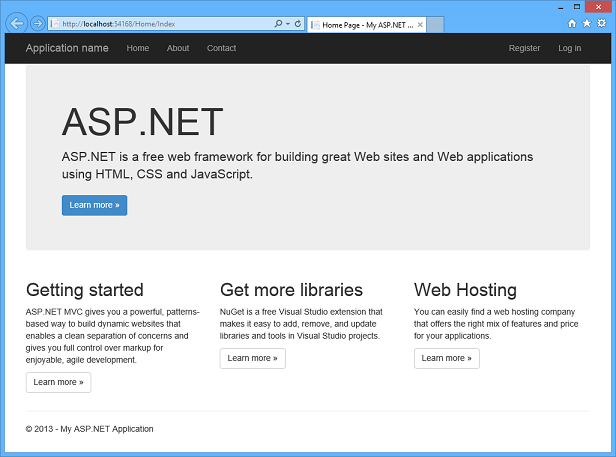 http://localhost:54168/Home/Index
Home Page - My ASP.NET ...
Application name Home About Contact Register Log in
ASP.NET
ASP.NET is a free web framework for building great Web sites and Web applications
using HTML, CSS and JavaScript.
Learn more »
Getting started
ASP.NET MVC gives you a powerful, patterns-
based way to build dynamic websites that
enables a clean separation of concerns and
gives you full control over markup for
enjoyable, agile development.
Learn more »
Get more libraries
NuGet is a free Visual Studio extension that
makes it easy to add, remove, and update
libraries and tools in Visual Studio projects.
Learn more »
Web Hosting
You can easily find a web hosting company
that offers the right mix of features and price
for your applications.
Learn more »
© 2013 - My ASP.NET Application